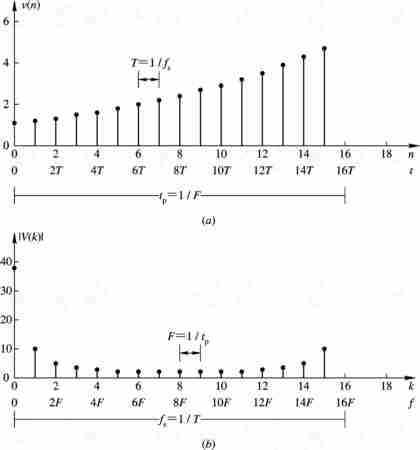 v(n)
6
4
2
0
T=1/fs
0 2 4 6 8 10 12 14 16 18 n
0 2T 4T 6T 8T 10T 12T 14T 16T t
tp=1/F
(a)
|V(k)|
40
30
20
10
0
F=1/tp
0 2 4 6 8 10 12 14 16 18 k
0 2F 4F 6F 8F 10F 12F 14F 16F f
fs=1/T
(b)